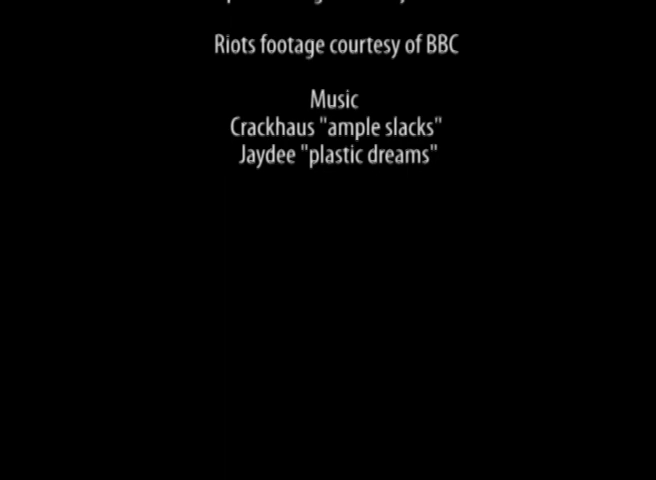 Riots footage courtesy of BBC
Music
Crackhaus "ample slacks"
Jaydee "plastic dreams"